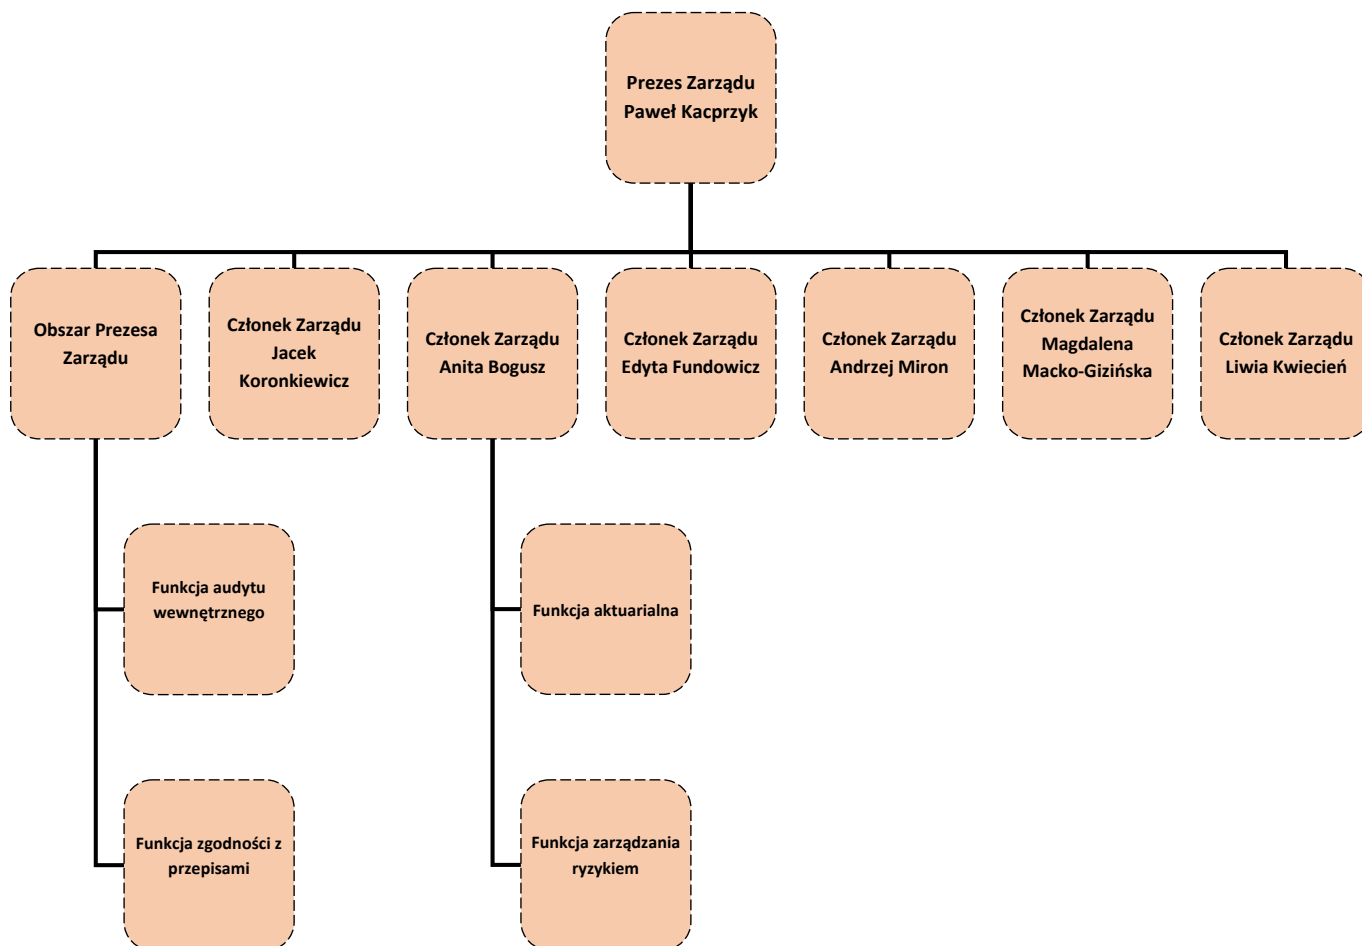 Prezes Zarządu
Paweł Kacprzyk
Obszar Prezesa
Zarządu
Członek Zarządu
Jacek
Koronkiewicz
Członek Zarządu
Anita Bogusz
Członek Zarządu
Edyta Fundowicz
Członek Zarządu
Andrzej Miron
Członek Zarządu
Magdalena
Macko-Gizińska
Członek Zarządu
Liwia Kwiecień
Funkcja audytu
wewnętrznego
Funkcja aktuarialna
Funkcja zgodności z
przepisami
Funkcja zarządzania
ryzykiem